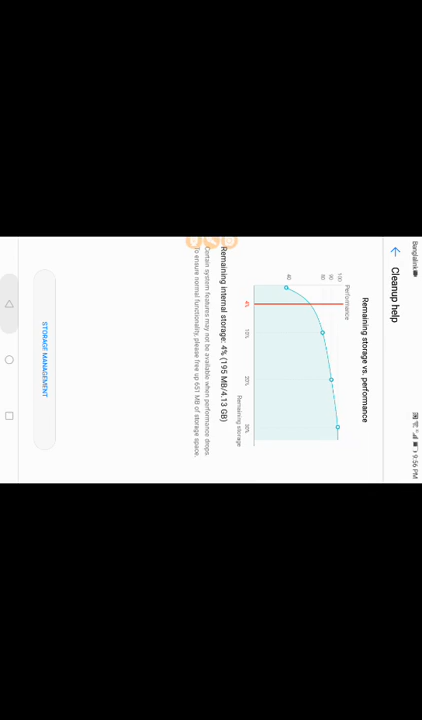 Banglalink
9:56 PM
Cleanup help
Remaining storage vs. performance
Performance
100
90
80
40
4%
10%
20%
30%
Remaining storage
Remaining internal storage: 4% (195 MB/4.13 GB)
Certain system features may not be available when performance drops.
To ensure normal functionality, please free up 651 MB of storage space.
STORAGE MANAGEMENT